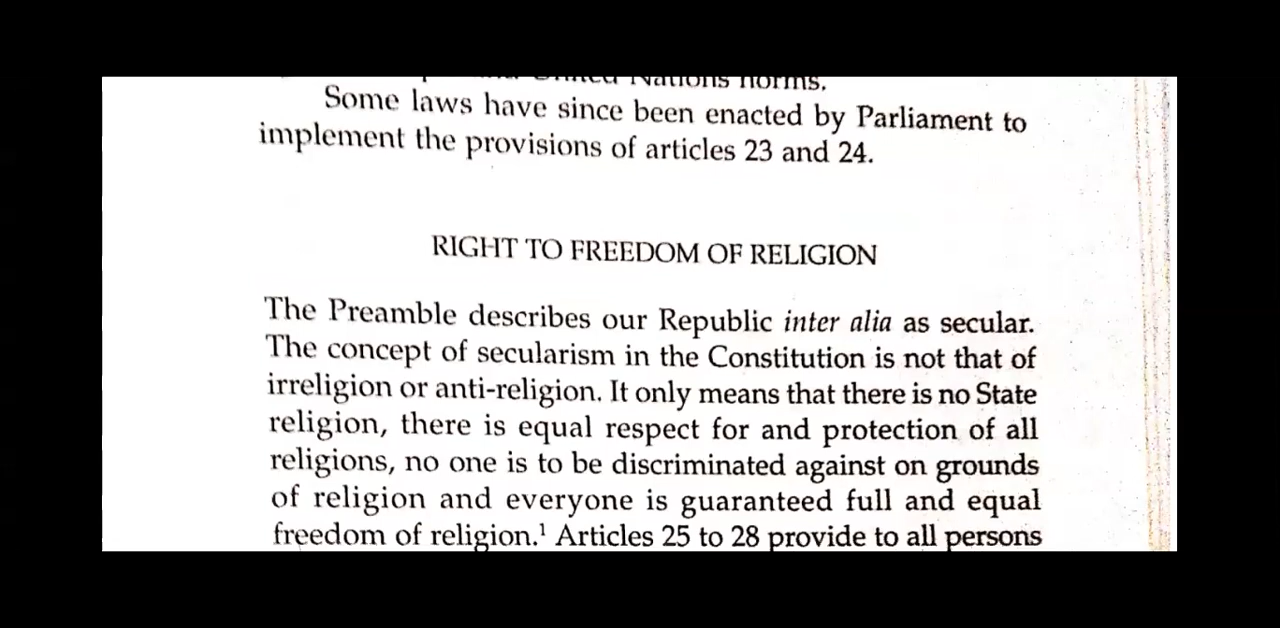 United Nations norms.
Some laws have since been enacted by Parliament to
implement the provisions of articles 23 and 24.
RIGHT TO FREEDOM OF RELIGION
The Preamble describes our Republic inter alia as secular.
The concept of secularism in the Constitution is not that of
irreligion or anti-religion. It only means that there is no State
religion, there is equal respect for and protection of all
religions, no one is to be discriminated against on grounds
of religion and everyone is guaranteed full and equal
freedom of religion.¹ Articles 25 to 28 provide to all persons